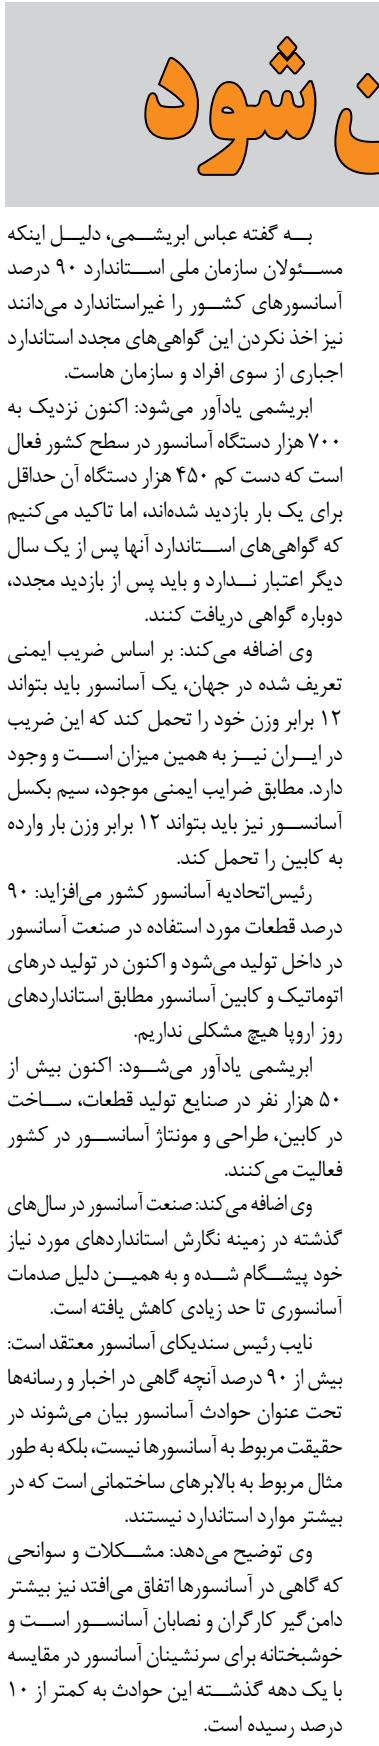 ن شود
به گفته عباس ابریشمی، دلیل اینکه
مسئولان سازمان ملی استاندارد ۹۰ درصد
آسانسورهای کشور را غیراستاندارد می‌دانند
نیز اخذ نکردن این گواهی‌های مجدد استاندارد
اجباری از سوی افراد و سازمان هاست.
ابریشمی یادآور می‌شود: اکنون نزدیک به
۷۰۰ هزار دستگاه آسانسور در سطح کشور فعال
است که دست کم ۴۵۰ هزار دستگاه آن حداقل
برای یک بار بازدید شده‌اند، اما تاکید می‌کنیم
که گواهی‌های استاندارد آنها پس از یک سال
دیگر اعتبار ندارد و باید پس از بازدید مجدد،
دوباره گواهی دریافت کنند.
وی اضافه می‌کند: بر اساس ضریب ایمنی
تعریف شده در جهان، یک آسانسور باید بتواند
۱۲ برابر وزن خود را تحمل کند که این ضریب
در ایران نیز به همین میزان است و وجود
دارد. مطابق ضرایب ایمنی موجود، سیم بکسل
آسانسور نیز باید بتواند ۱۲ برابر وزن بار وارده
به کابین را تحمل کند.
رئیس‌اتحادیه آسانسور کشور می‌افزاید: ۹۰
درصد قطعات مورد استفاده در صنعت آسانسور
در داخل تولید می‌شود و اکنون در تولید درهای
اتوماتیک و کابین آسانسور مطابق استانداردهای
روز اروپا هیچ مشکلی نداریم.
ابریشمی یادآور می‌شود: اکنون بیش از
۵۰ هزار نفر در صنایع تولید قطعات، ساخت
در کابین، طراحی و مونتاژ آسانسور در کشور
فعالیت می‌کنند.
وی اضافه می‌کند: صنعت آسانسور در سال‌های
گذشته در زمینه نگارش استانداردهای مورد نیاز
خود پیشگام شده و به همین دلیل صدمات
آسانسوری تا حد زیادی کاهش یافته است.
نایب رئیس سندیکای آسانسور معتقد است:
بیش از ۹۰ درصد آنچه گاهی در اخبار و رسانه‌ها
تحت عنوان حوادث آسانسور بیان می‌شوند در
حقیقت مربوط به آسانسورها نیست، بلکه به طور
مثال مربوط به بالابرهای ساختمانی است که در
بیشتر موارد استاندارد نیستند.
وی توضیح می‌دهد: مشکلات و سوانحی
که گاهی در آسانسورها اتفاق می‌افتد نیز بیشتر
دامن‌گیر کارگران و نصابان آسانسور است و
خوشبختانه برای سرنشینان آسانسور در مقایسه
با یک دهه گذشته این حوادث به کمتر از ۱۰
درصد رسیده است.